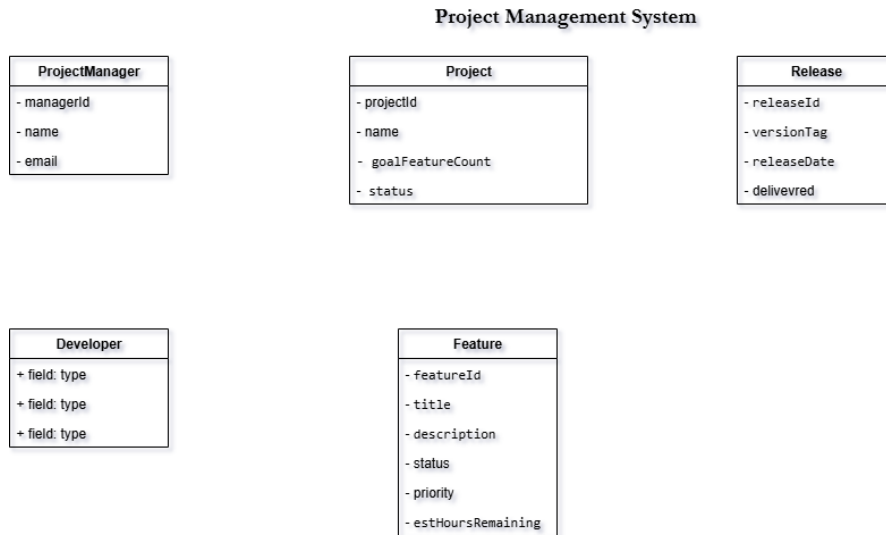 Project Management System
ProjectManager
- managerId
- name
- email
Project
- projectId
- name
- goalFeatureCount
- status
Release
- releaseId
- versionTag
- releaseDate
- delivevred
Developer
+ field: type
+ field: type
+ field: type
Feature
- featureId
- title
- description
- status
- priority
- estHoursRemaining